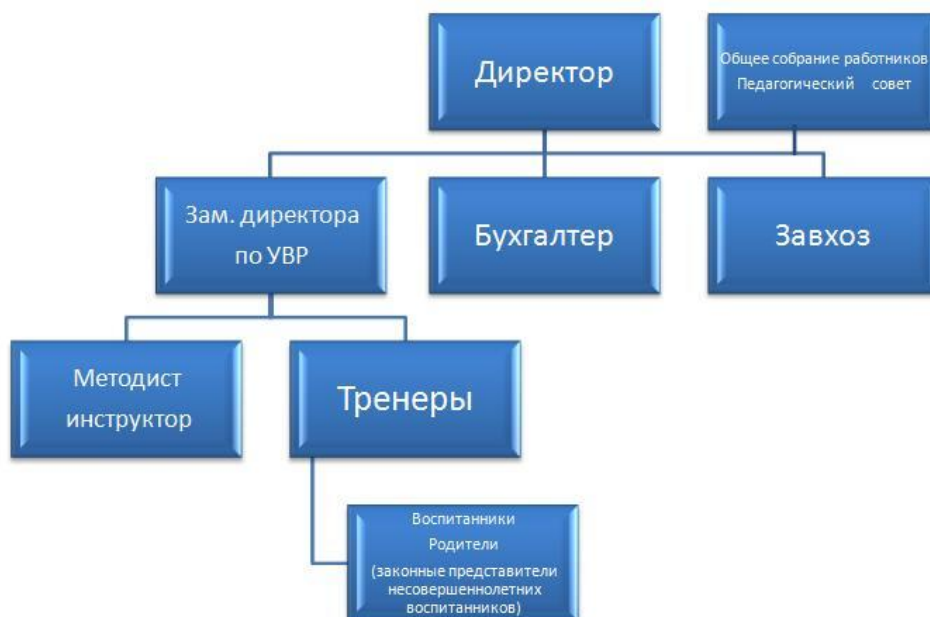 Директор
Общее собрание работников
Педагогический совет
Зам. директора
по УВР
Бухгалтер
Завхоз
Методист
инструктор
Тренеры
Воспитанники
Родители
(законные представители
несовершеннолетних
воспитанников)